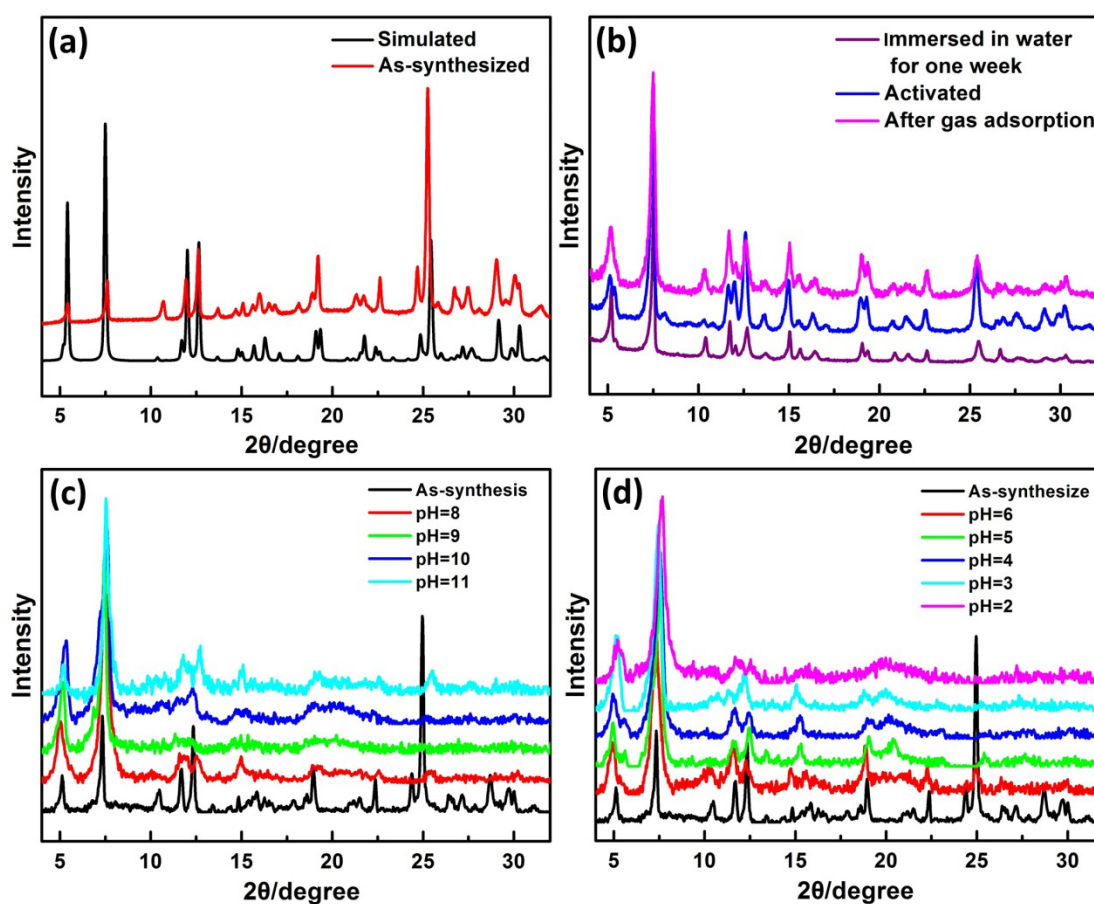 (a)
Simulated
As-synthesized
Intensity
5 10 15 20 25 30
2θ/degree
(b)
Immersed in water
for one week
Activated
After gas adsorption
Intensity
5 10 15 20 25 30
2θ/degree
(c)
As-synthesis
pH=8
pH=9
pH=10
pH=11
Intensity
5 10 15 20 25 30
2θ/degree
(d)
As-synthesize
pH=6
pH=5
pH=4
pH=3
pH=2
Intensity
5 10 15 20 25 30
2θ/degree